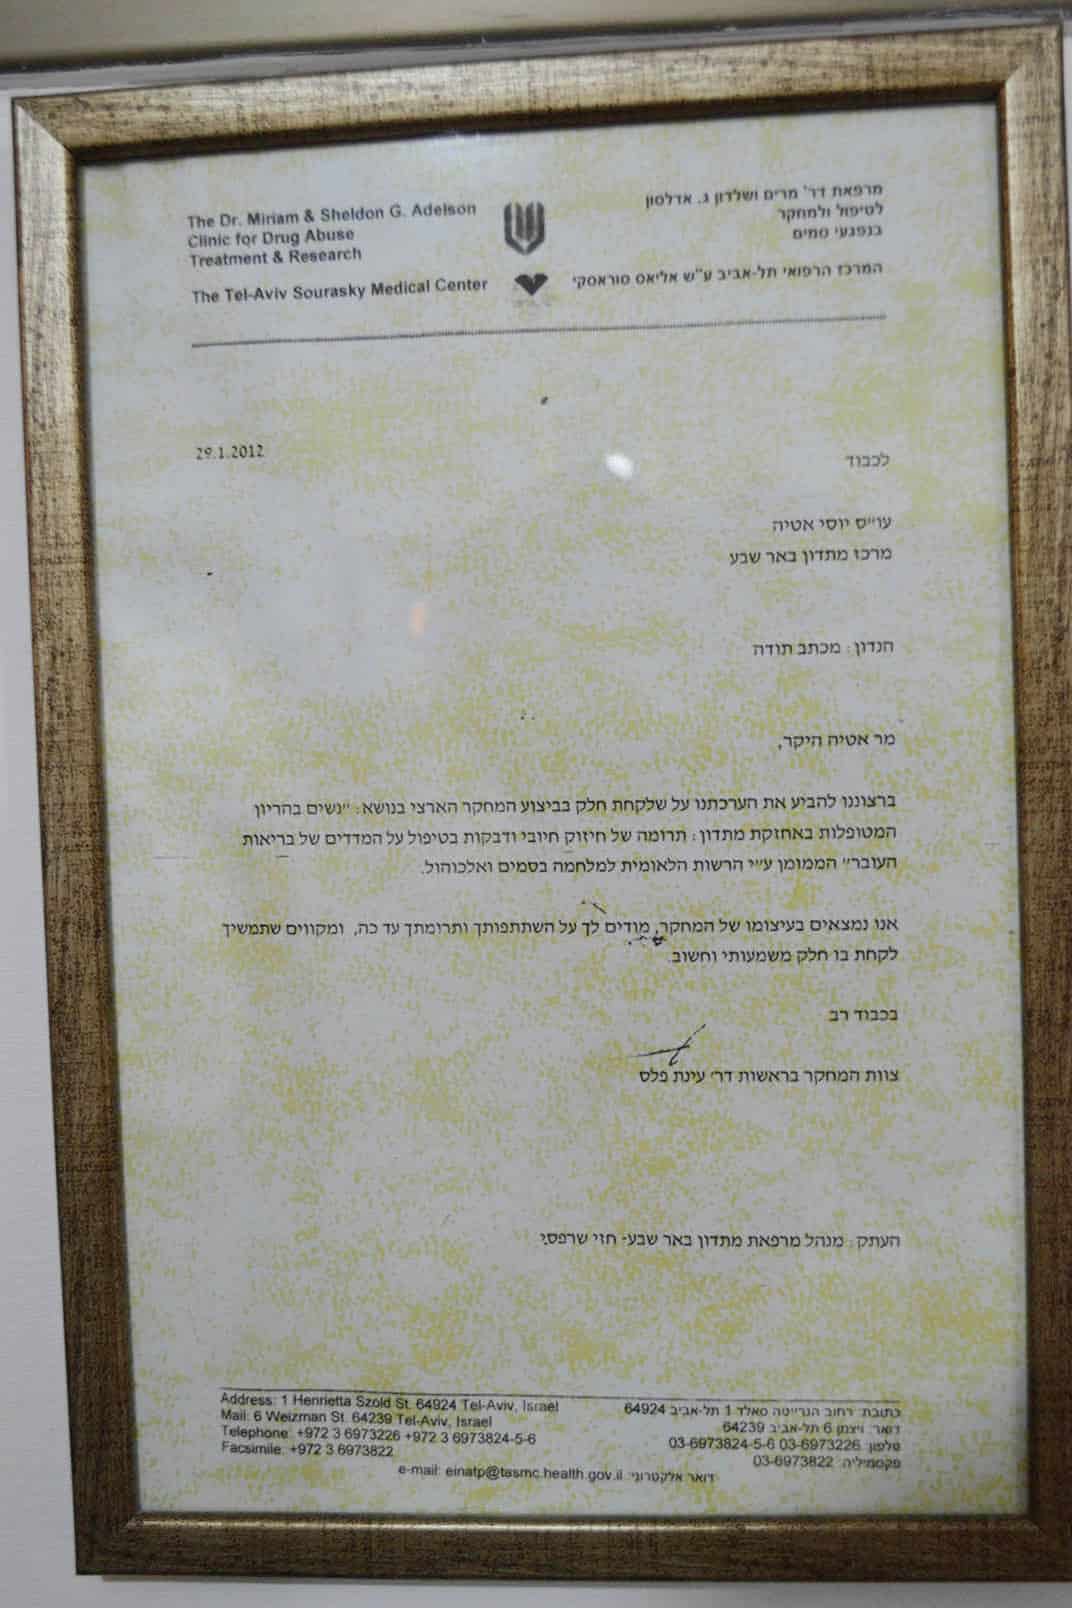 The Dr. Miriam & Sheldon G. Adelson
Clinic for Drug Abuse
Treatment & Research
The Tel-Aviv Sourasky Medical Center
מרפאת דר' מרים ושלדון ג. אדלסון
לטיפול ולמחקר
בנפגעי סמים
המרכז הרפואי תל-אביב ע"ש אליאס סוראסקי
29.1.2012
לכבוד
עו"ס יוסי אטיה
מרכז מתדון באר שבע
הנדון: מכתב תודה
מר אטיה היקר,
ברצוננו להביע את הערכתנו על שלקחת חלק בביצוע המחקר הארצי בנושא: "נשים בהריון
המטופלות באחזקת מתדון: תרומה של חיזוק חיובי ודבקות בטיפול על המדדים של בריאות
העובר" הממומן ע"י הרשות הלאומית למלחמה בסמים ואלכוהול.
אנו נמצאים בעיצומו של המחקר, מודים לך על השתתפותך ותרומתך עד כה, ומקווים שתמשיך
לקחת בו חלק משמעותי וחשוב.
בכבוד רב
צוות המחקר בראשות דר' עינת פלס
העתק: מנהל מרפאת מתדון באר שבע- חזי שרפסי
Address: 1 Henrietta Szold St. 64924 Tel-Aviv, Israel
Mail: 6 Weizman St. 64239 Tel-Aviv, Israel
Telephone: +972 3 6973226 +972 3 6973824-5-6
Facsimile: +972 3 6973822
כתובת: רחוב הנרייטה סאלד 1 תל-אביב 64924
דואר: ויצמן 6 תל-אביב 64239
טלפון: 03-6973226 03-6973824-5-6
פקסמיליה: 03-6973822
e-mail: einatp@tasmc.health.gov.il דואר אלקטרוני: